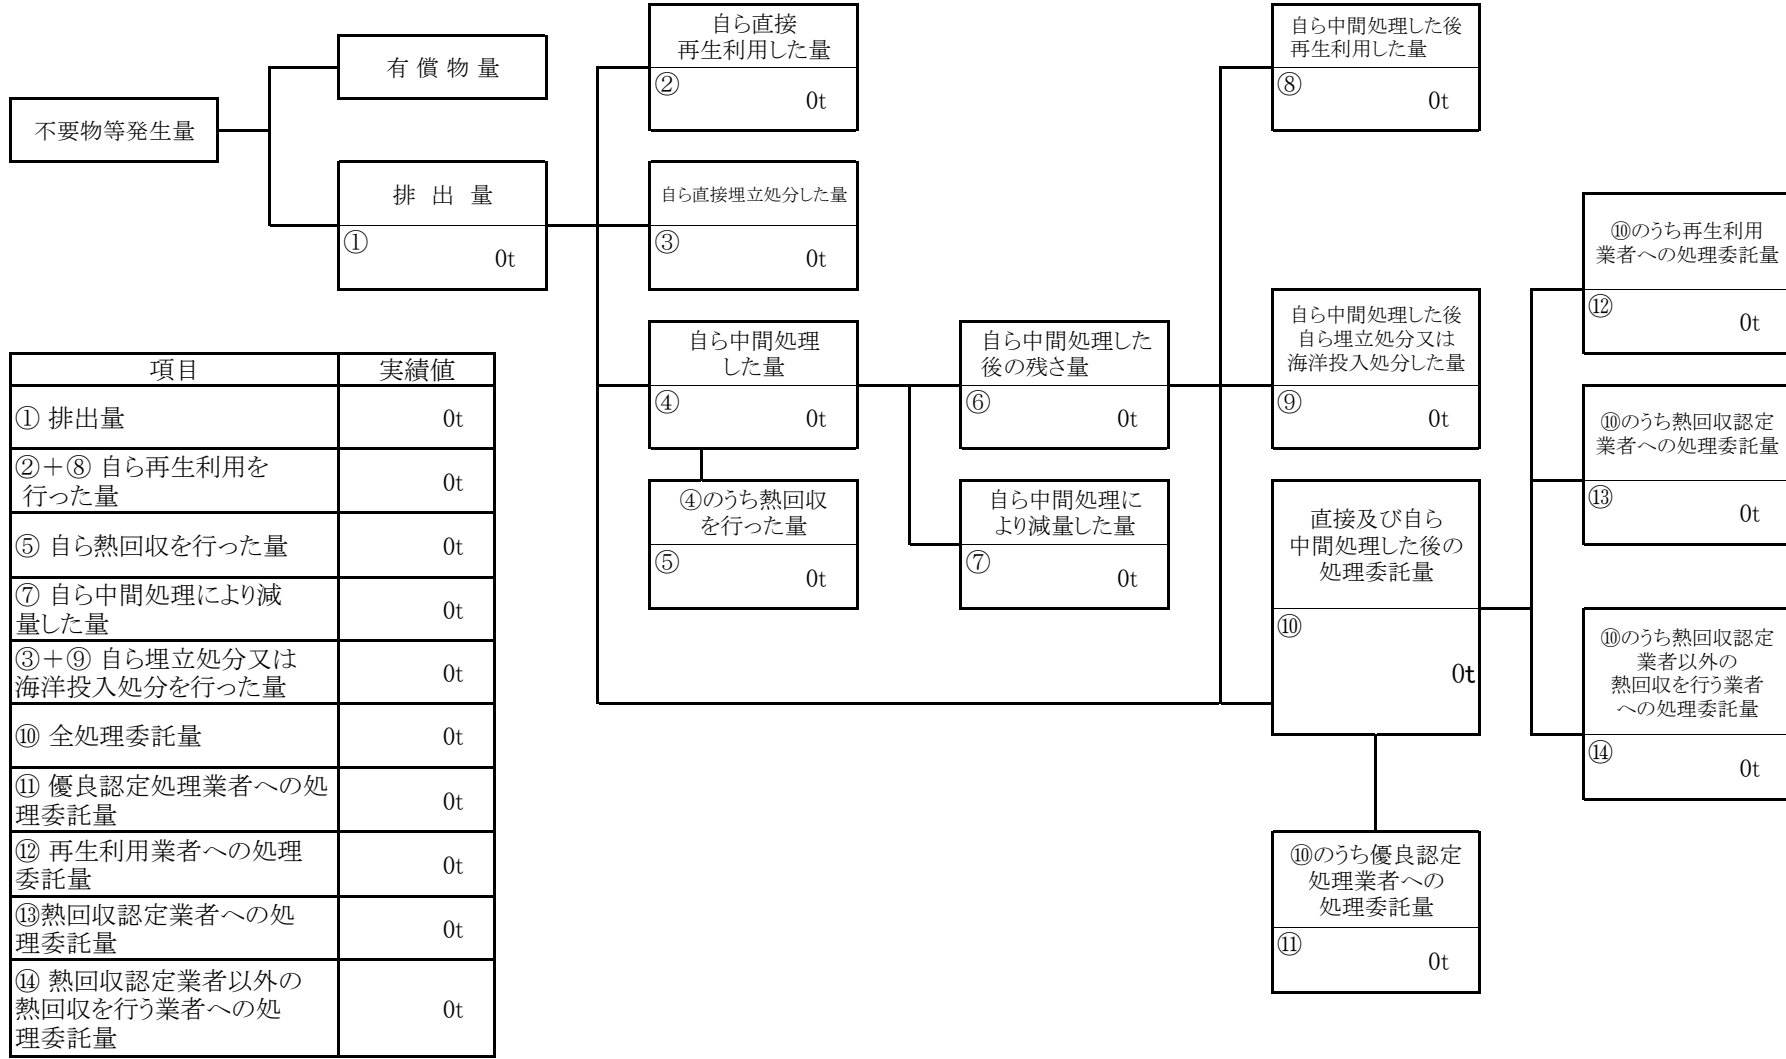 不要物等発生量
有 償 物 量
排 出 量
①
0t
自ら直接
再生利用した量
②
0t
自ら直接埋立処分した量
③
0t
自ら中間処理
した量
④
0t
④のうち熱回収
を行った量
⑤
0t
自ら中間処理した
後の残さ量
⑥
0t
自ら中間処理に
より減量した量
⑦
0t
自ら中間処理した後
再生利用した量
⑧
0t
自ら中間処理した後
自ら埋立処分又は
海洋投入処分した量
⑨
0t
直接及び自ら
中間処理した後の
処理委託量
⑩
0t
⑩のうち優良認定
処理業者への
処理委託量
⑪
0t
⑩のうち再生利用
業者への処理委託量
⑫
0t
⑩のうち熱回収認定
業者への処理委託量
⑬
0t
⑩のうち熱回収認定
業者以外の
熱回収を行う業者
への処理委託量
⑭
0t
項目 実績値
① 排出量 0t
②＋⑧ 自ら再生利用を
行った量 0t
⑤ 自ら熱回収を行った量 0t
⑦ 自ら中間処理により減
量した量 0t
③＋⑨ 自ら埋立処分又は
海洋投入処分を行った量 0t
⑩ 全処理委託量 0t
⑪ 優良認定処理業者への処
理委託量 0t
⑫ 再生利用業者への処理
委託量 0t
⑬熱回収認定業者への処
理委託量 0t
⑭ 熱回収認定業者以外の
熱回収を行う業者への処
理委託量 0t